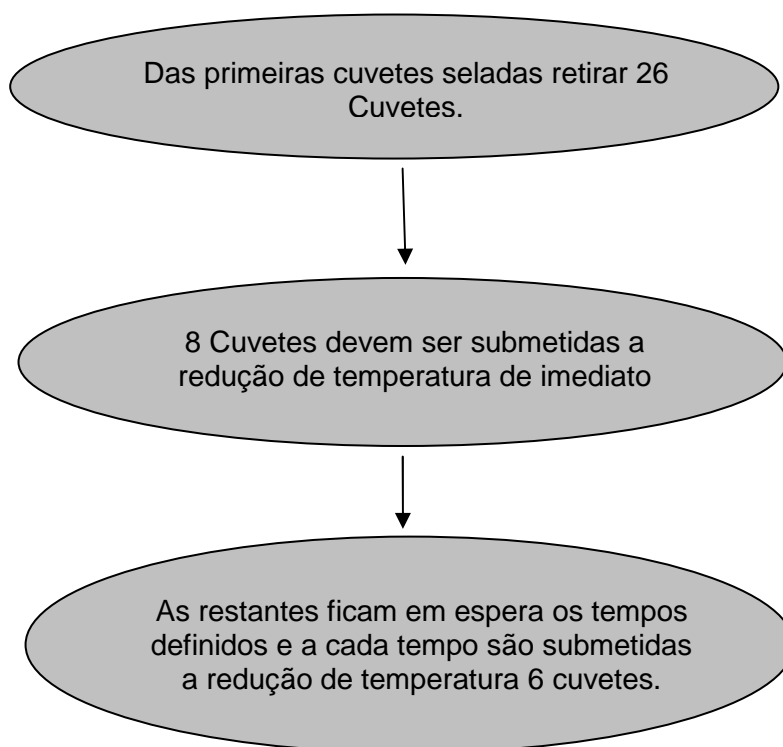 Das primeiras cuvetes seladas retirar 26
Cuvetes.
8 Cuvetes devem ser submetidas a
redução de temperatura de imediato
As restantes ficam em espera os tempos
definidos e a cada tempo são submetidas
a redução de temperatura 6 cuvetes.